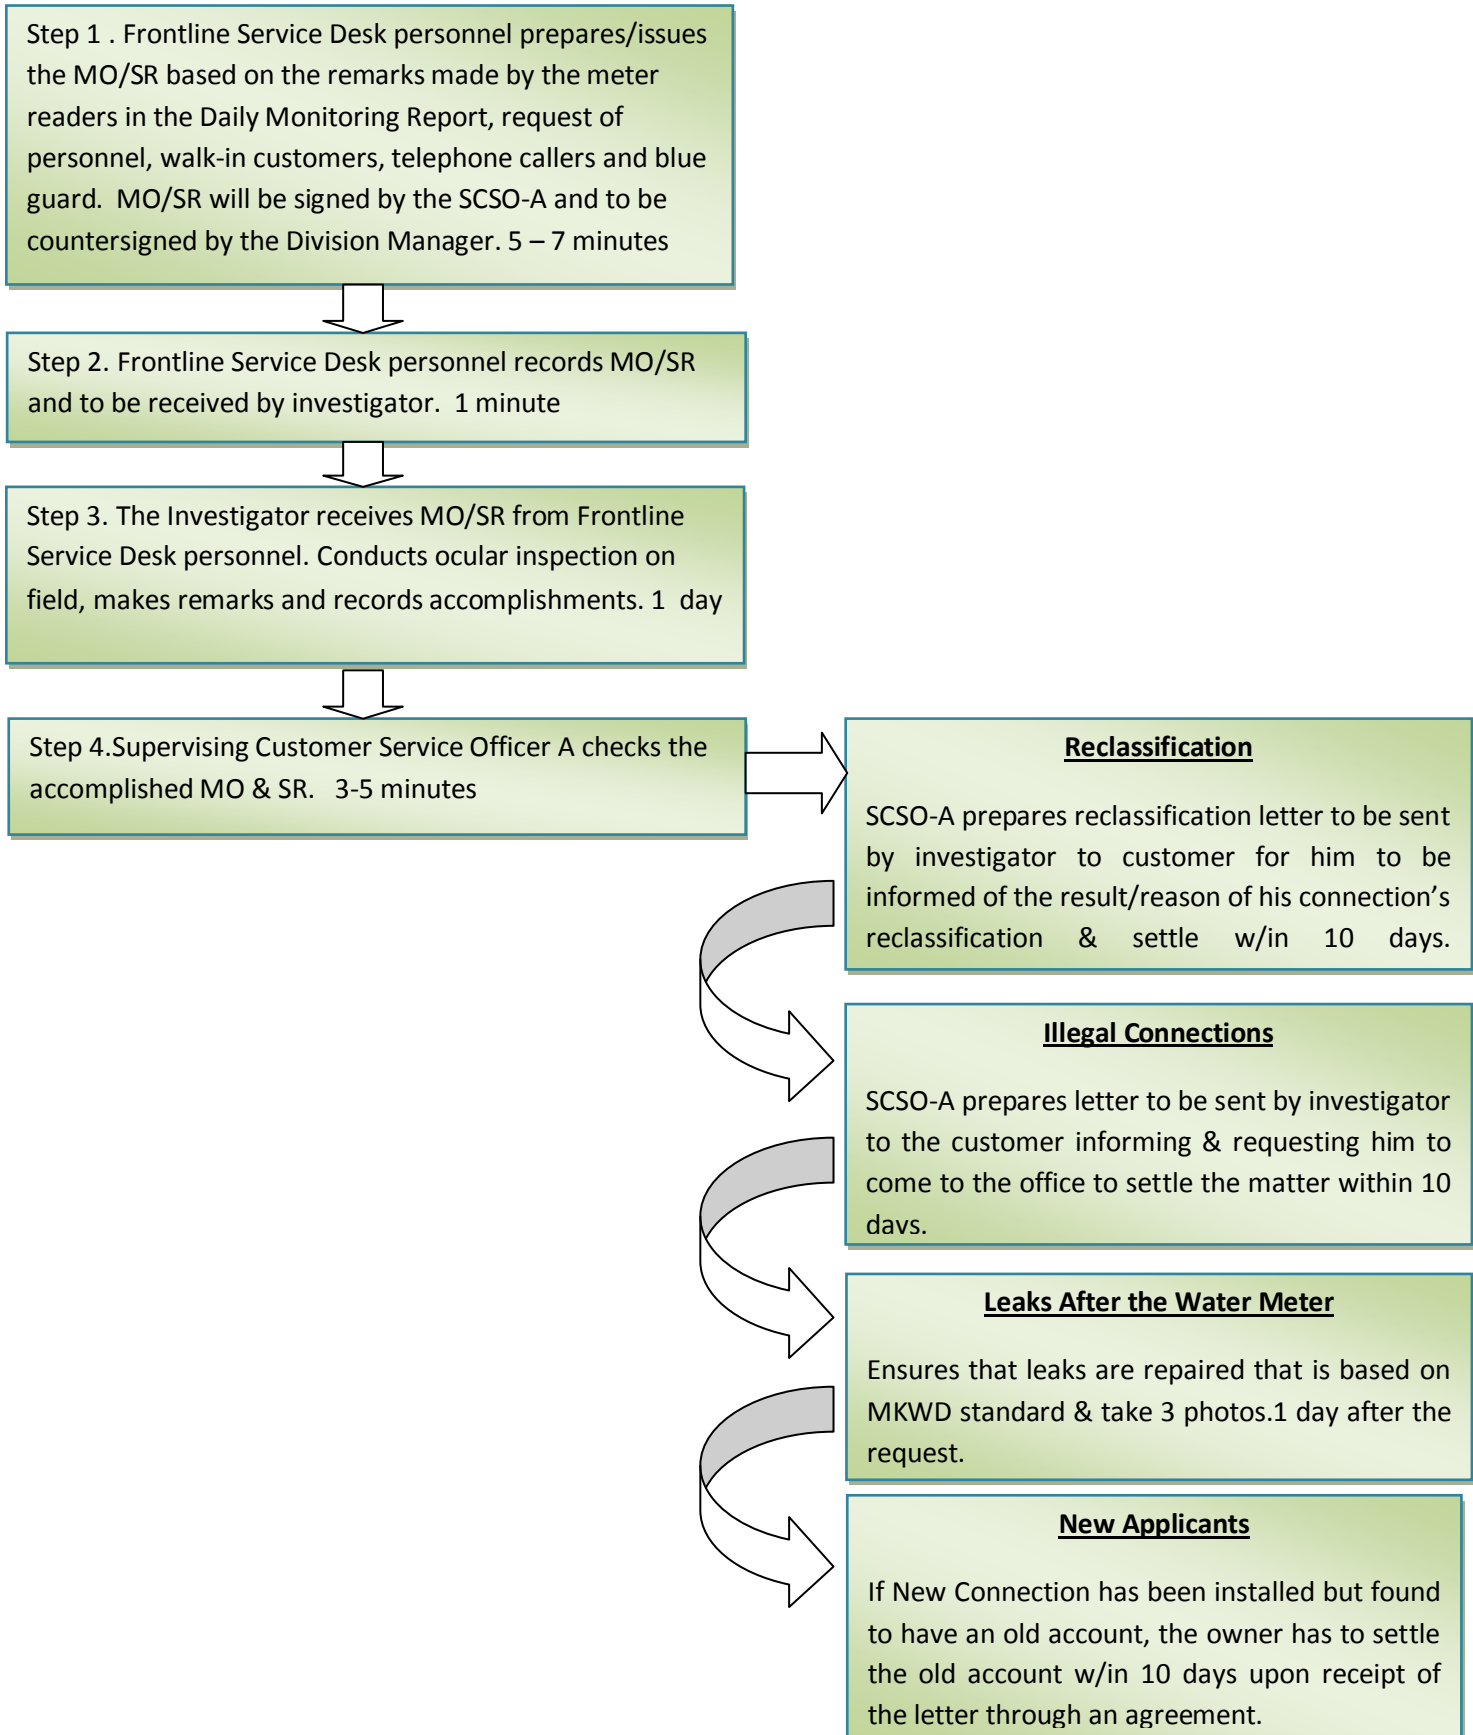 Step 1 . Frontline Service Desk personnel prepares/issues
the MO/SR based on the remarks made by the meter
readers in the Daily Monitoring Report, request of
personnel, walk-in customers, telephone callers and blue
guard.  MO/SR will be signed by the SCSO-A and to be
countersigned by the Division Manager. 5 – 7 minutes
Step 2. Frontline Service Desk personnel records MO/SR
and to be received by investigator.  1 minute
Step 3. The Investigator receives MO/SR from Frontline
Service Desk personnel. Conducts ocular inspection on
field, makes remarks and records accomplishments. 1  day
Step 4.Supervising Customer Service Officer A checks the
accomplished MO & SR.   3-5 minutes
Reclassification
SCSO-A prepares reclassification letter to be sent
by investigator to customer for him to be
informed of the result/reason of his connection’s
reclassification & settle w/in 10 days.
Illegal Connections
SCSO-A prepares letter to be sent by investigator
to the customer informing & requesting him to
come to the office to settle the matter within 10
days.
Leaks After the Water Meter
Ensures that leaks are repaired that is based on
MKWD standard & take 3 photos.1 day after the
request.
New Applicants
If New Connection has been installed but found
to have an old account, the owner has to settle
the old account w/in 10 days upon receipt of
the letter through an agreement.